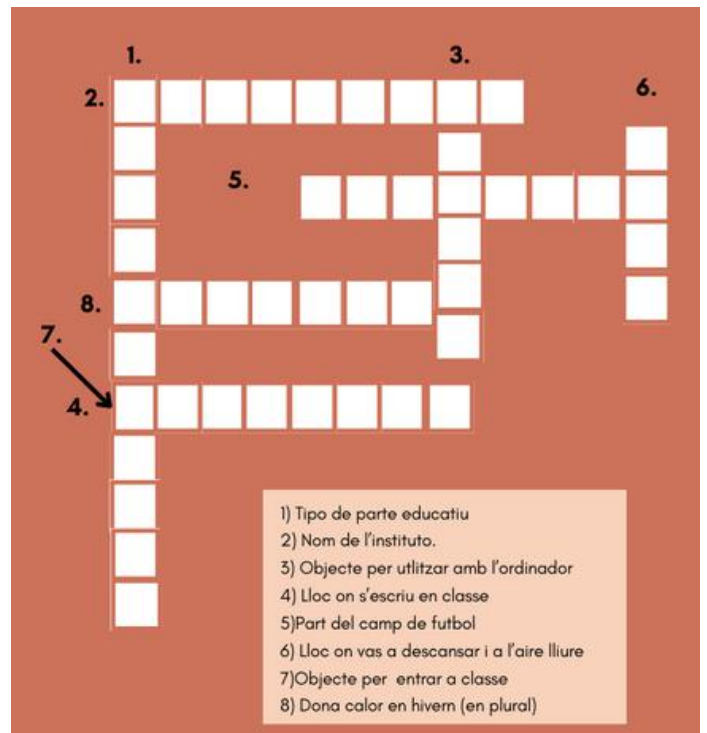 1.
3.
2.
6.
5.
8.
7.
4.
1) Tipo de parte educatiu
2) Nom de l'instituto.
3) Objecte per utlitzar amb l'ordinador
4) Lloc on s'escriu en classe
5)Part del camp de futbol
6) Lloc on vas a descansar i a l'aire lliure
7)Objecte per entrar a classe
8) Dona calor en hivern (en plural)